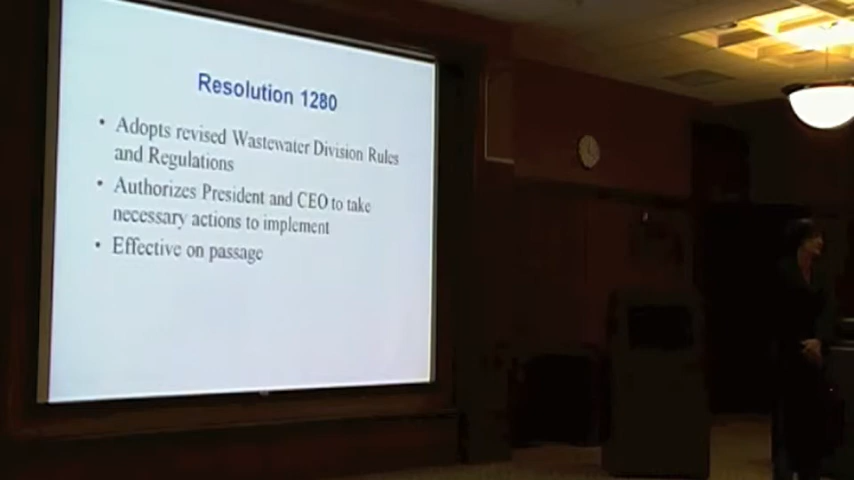 Resolution 1280
• Adopts revised Wastewater Division Rules
and Regulations
• Authorizes President and CEO to take
necessary actions to implement
• Effective on passage